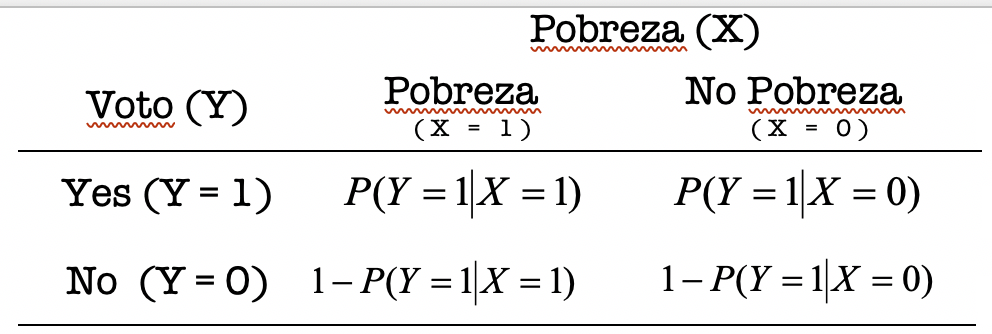 Pobreza (X)
Voto (Y) Pobreza No Pobreza
(X = 1) (X = 0)
Yes (Y = 1) P(Y = 1|X = 1) P(Y = 1|X = 0)
No (Y = 0) 1 − P(Y = 1|X = 1) 1 − P(Y = 1|X = 0)